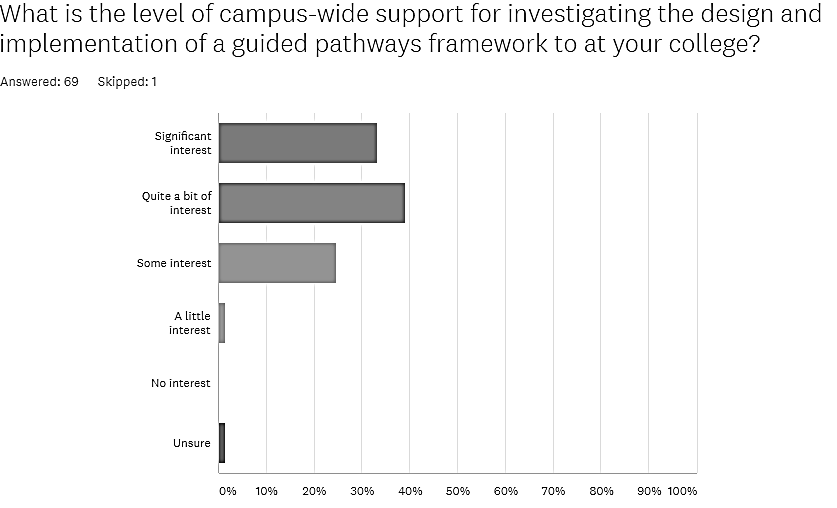 What is the level of campus-wide support for investigating the design and
implementation of a guided pathways framework to at your college?
Answered: 69 Skipped: 1
Significant
interest
Quite a bit of
interest
Some interest
A little
interest
No interest
Unsure
0% 10% 20% 30% 40% 50% 60% 70% 80% 90% 100%